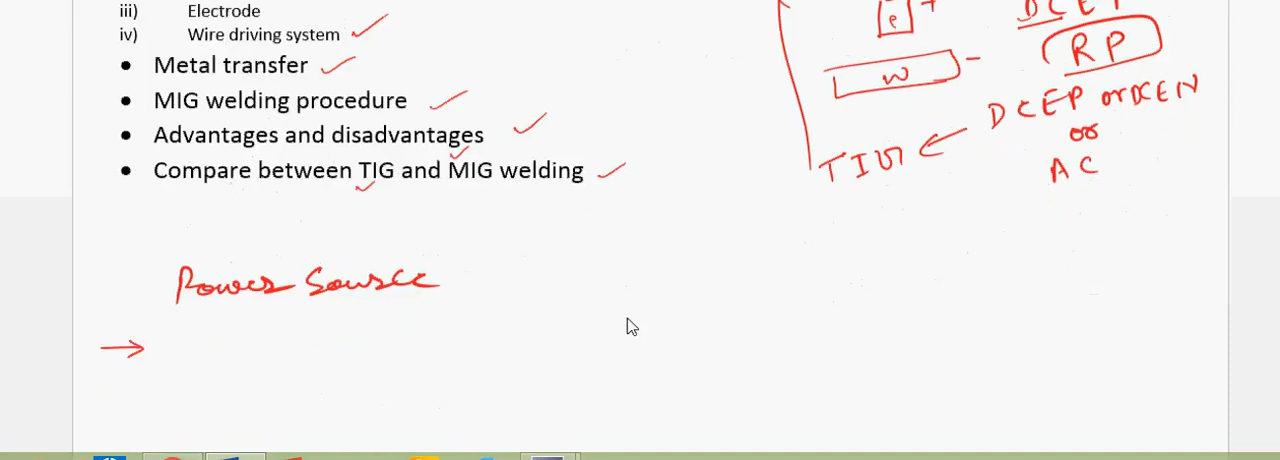 iii) Electrode
iv) Wire driving system
• Metal transfer
• MIG welding procedure
• Advantages and disadvantages
• Compare between TIG and MIG welding
DCEP
e +
RP
W -
DCEP or DCEN
or
AC
TIG ←
Power Source
→